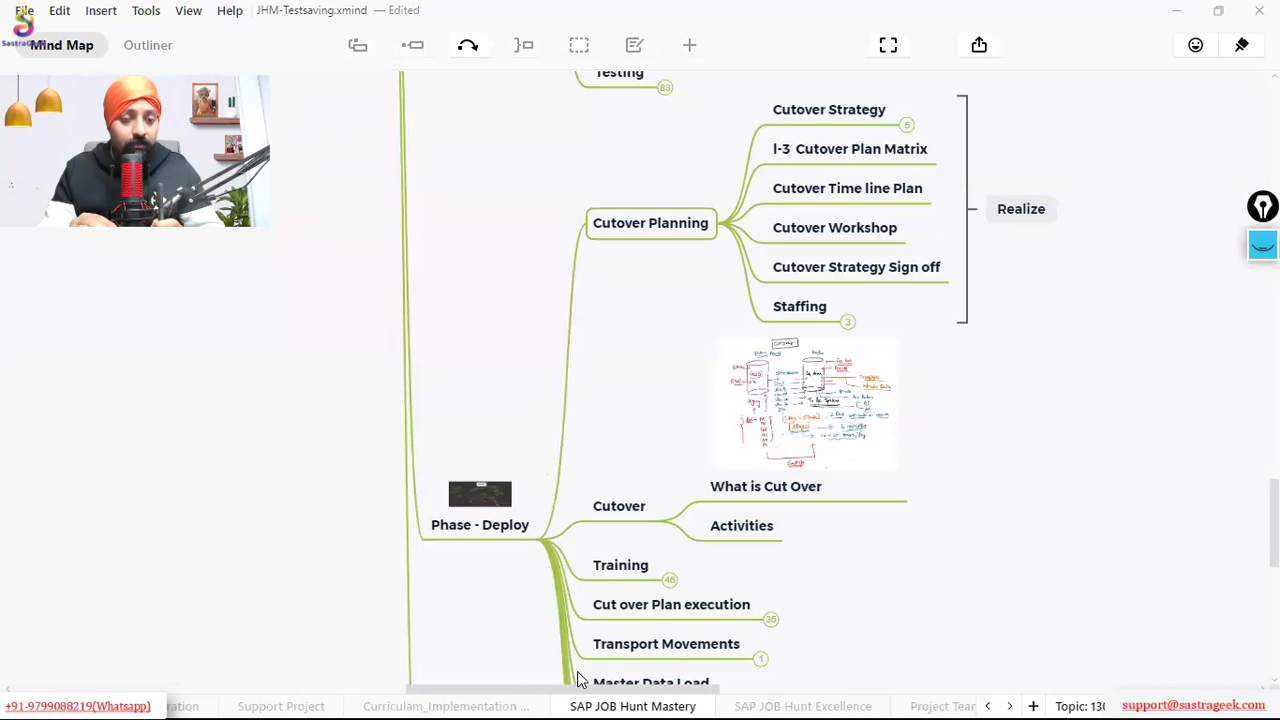 File Edit Insert Tools View Help JHM-Testsaving.xmind - Edited
SastraGeek
Mind Map Outliner
Testing
83
Cutover Strategy
5
l-3 Cutover Plan Matrix
Cutover Time line Plan
Cutover Planning
Realize
Cutover Workshop
Cutover Strategy Sign off
Staffing
3
What is Cut Over
Cutover
Phase - Deploy
Activities
Training
46
Cut over Plan execution
35
Transport Movements
1
Master Data Load
+91-9799088219(Whatsapp) Support Project Curriculam_Implementation ... SAP JOB Hunt Mastery SAP JOB Hunt Excellence Project Team Topic: 130 support@sastrageek.com